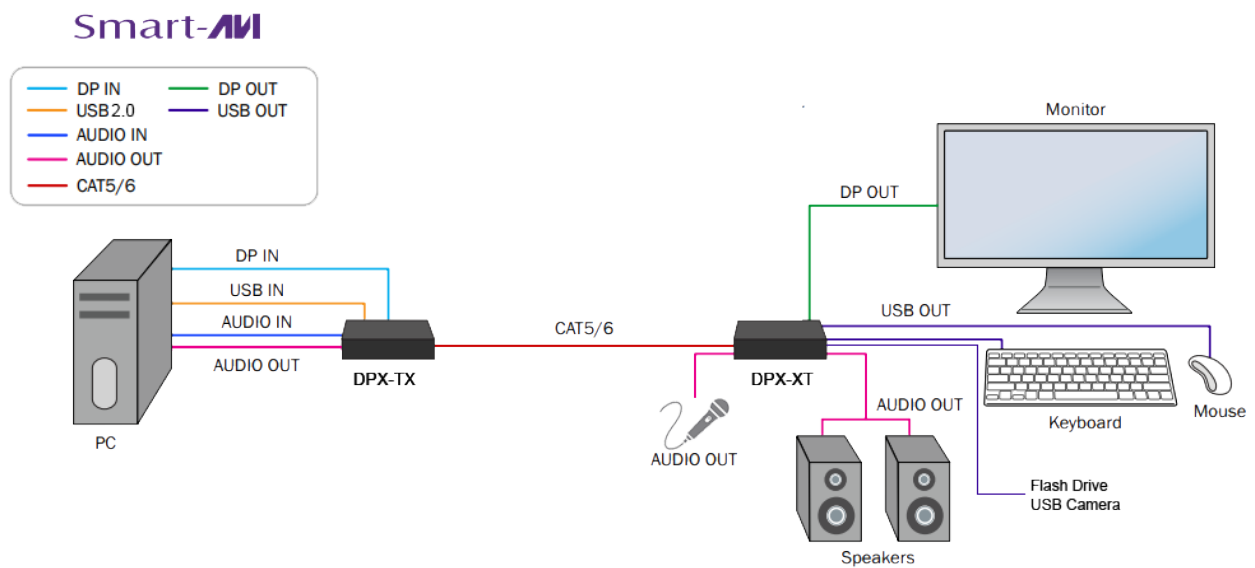 Smart-AVI
DP IN
DP OUT
USB2.0
USB OUT
AUDIO IN
AUDIO OUT
CAT5/6
Monitor
DP OUT
DP IN
USB IN
AUDIO IN
AUDIO OUT
PC
DPX-TX
CAT5/6
DPX-XT
USB OUT
AUDIO OUT
AUDIO OUT
Keyboard
Mouse
Flash Drive
USB Camera
Speakers